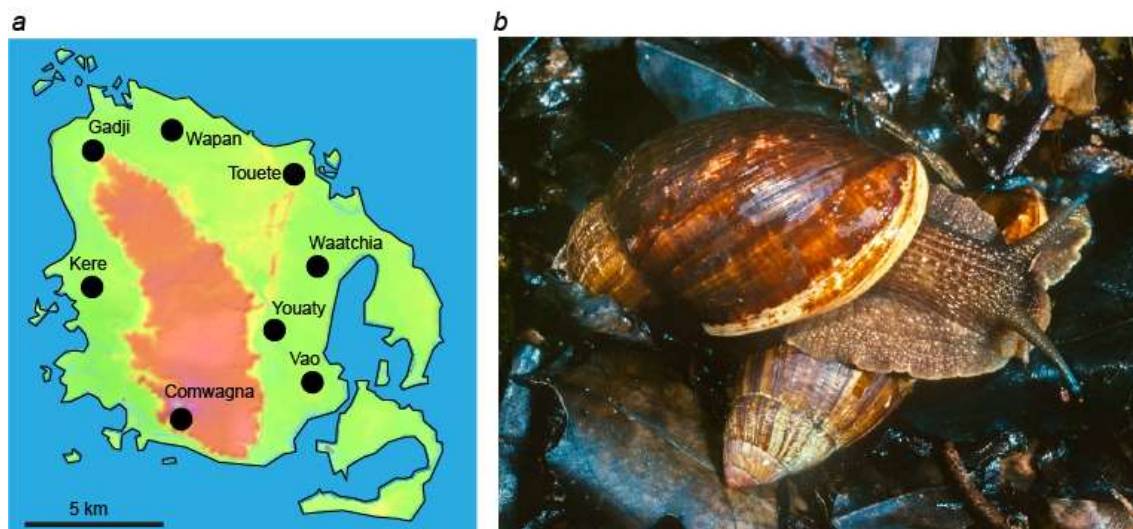 a
b
Gadji
Wapan
Touete
Waatchia
Kere
Youaty
Vao
Comwagna
5 km